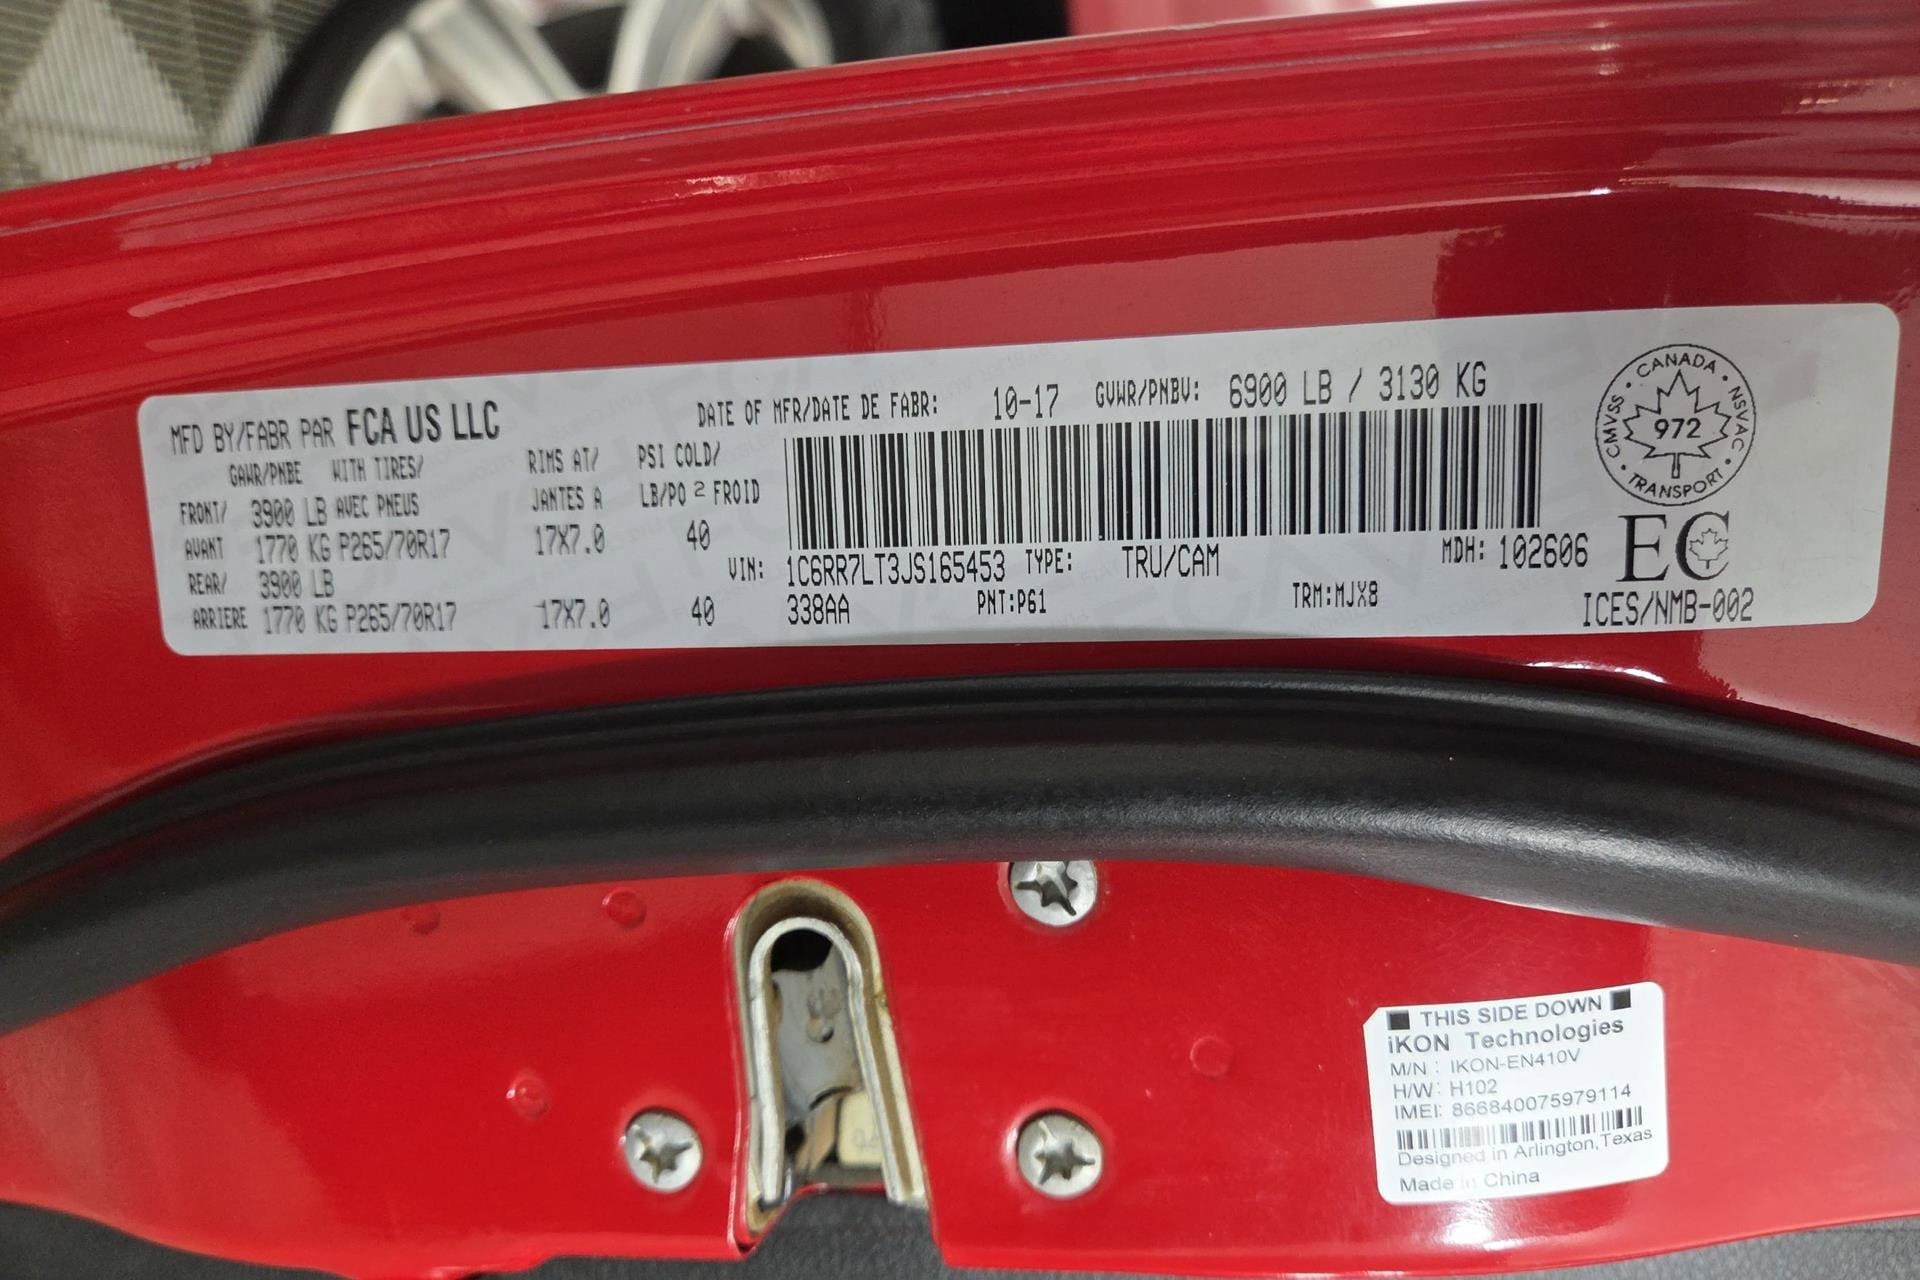 MFD BY/FABR PAR FCA US LLC
DATE OF MFR/DATE DE FABR: 10-17 GVWR/PNBV: 6900 LB / 3130 KG
GAWR/PNBE WITH TIRES/ RIMS AT/ PSI COLD/
FRONT/ 3900 LB AVEC PNEUS JANTES A LB/PO 2 FROID
AVANT 1770 KG P265/70R17 17X7.0 40
REAR/ 3900 LB
ARRIERE 1770 KG P265/70R17 17X7.0 40
VIN: 1C6RR7LT3JS165453 TYPE: TRU/CAM MDH: 102606
338AA PNT:P61 TRM:MJX8
CANADA
CMVSS NSVAC
972
TRANSPORT
EC
ICES/NMB-002
THIS SIDE DOWN
iKON Technologies
M/N : IKON-EN410V
H/W: H102
IMEI: 866840075979114
Designed in Arlington,Texas
Made in China